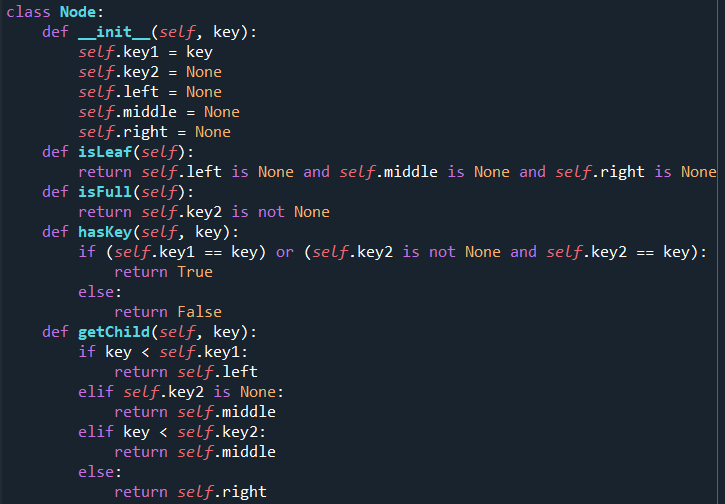 class Node:
    def __init__(self, key):
        self.key1 = key
        self.key2 = None
        self.left = None
        self.middle = None
        self.right = None
    def isLeaf(self):
        return self.left is None and self.middle is None and self.right is None
    def isFull(self):
        return self.key2 is not None
    def hasKey(self, key):
        if (self.key1 == key) or (self.key2 is not None and self.key2 == key):
            return True
        else:
            return False
    def getChild(self, key):
        if key < self.key1:
            return self.left
        elif self.key2 is None:
            return self.middle
        elif key < self.key2:
            return self.middle
        else:
            return self.right